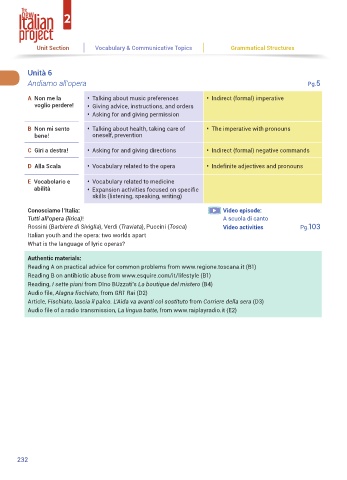 The
new
Italian
project
2
Unit Section
Vocabulary & Communicative Topics
Grammatical Structures
Unità 6
Andiamo all'opera
Pg.5
A Non me la
voglio perdere!
• Talking about music preferences
• Giving advice, instructions, and orders
• Asking for and giving permission
• Indirect (formal) imperative
B Non mi sento
bene!
• Talking about health, taking care of
oneself, prevention
• The imperative with pronouns
C Giri a destra!
• Asking for and giving directions
• Indirect (formal) negative commands
D Alla Scala
• Vocabulary related to the opera
• Indefinite adjectives and pronouns
E Vocabolario e
abilità
• Vocabulary related to medicine
• Expansion activities focused on specific
skills (listening, speaking, writing)
Conosciamo l'Italia:
Tutti all'opera (lirica)!
Rossini (Barbiere di Siviglia), Verdi (Traviata), Puccini (Tosca)
Italian youth and the opera: two worlds apart
What is the language of lyric operas?
Video episode:
A scuola di canto
Video activities
Pg 103
Authentic materials:
Reading A on practical advice for common problems from www.regione.toscana.it (B1)
Reading B on antibiotic abuse from www.esquire.com/it/lifestyle (B1)
Reading, I sette piani from Dino BUzzati's La boutique del mistero (B4)
Audio file, Alagna fischiato, from GR1 Rai (D2)
Article, Fischiato, lascia il palco. L'Aida va avanti col sostituto from Corriere della sera (D3)
Audio file of a radio transmission, La lingua batte, from www.raiplayradio.it (E2)
232